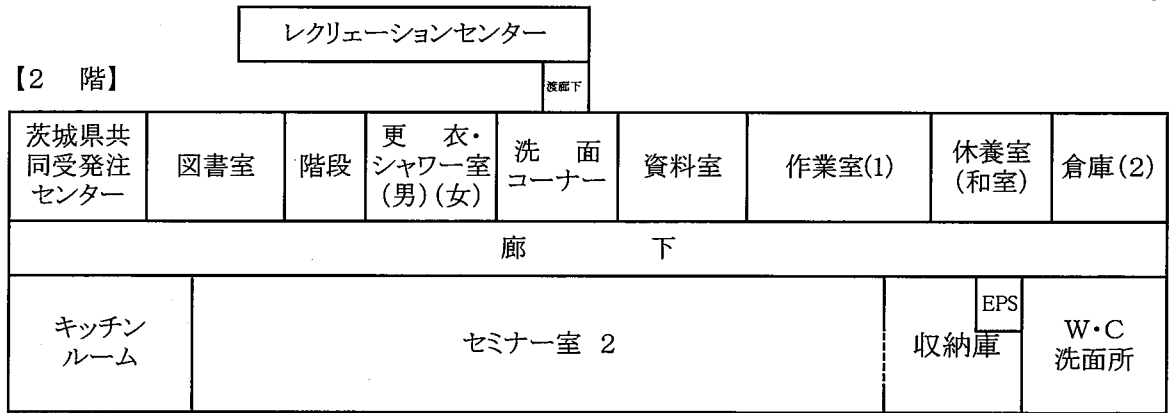 レクリェーションセンター
【2 階】
渡廊下
茨城県共
同受発注
センター
図書室
階段
更 衣・
シャワー室
(男)(女)
洗 面
コーナー
資料室
作業室(1)
休養室
(和室)
倉庫(2)
廊 下
キッチン
ルーム
セミナー室 2
収納庫
EPS
W・C
洗面所